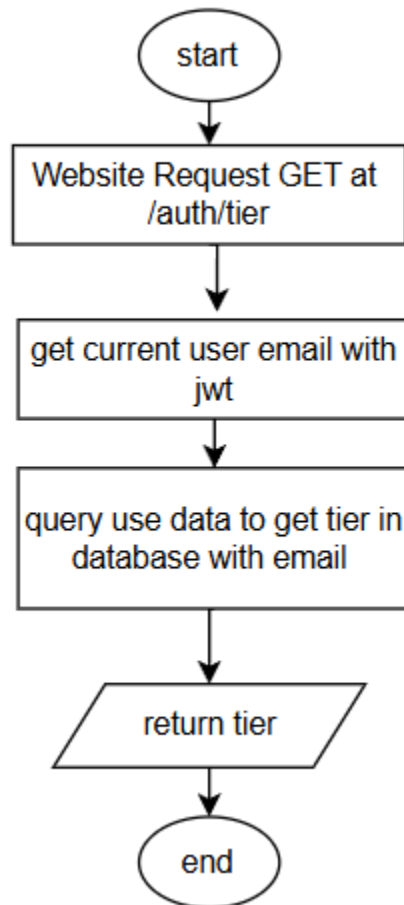 start
Website Request GET at
/auth/tier
get current user email with
jwt
query use data to get tier in
database with email
return tier
end